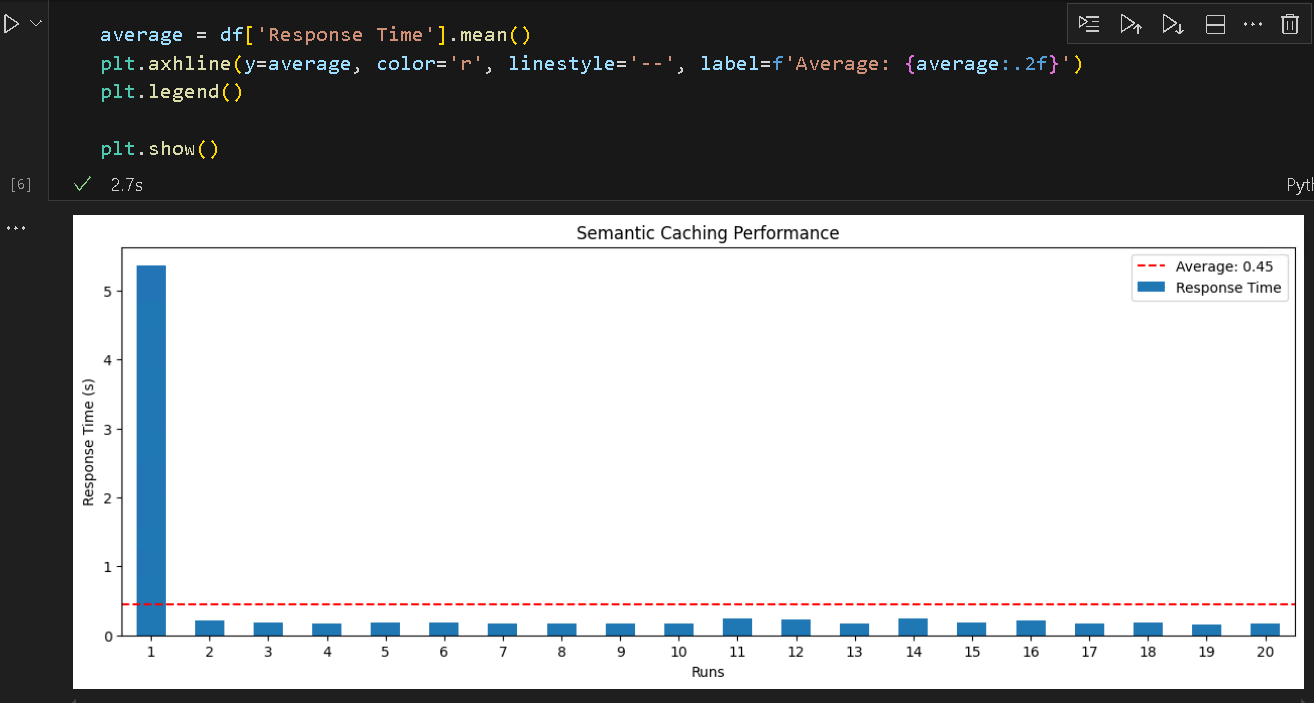 average = df['Response Time'].mean()
plt.axhline(y=average, color='r', linestyle='--', label=f'Average: {average:.2f}')
plt.legend()
plt.show()
[6]
2.7s
Pyth
Semantic Caching Performance
Average: 0.45
Response Time
Response Time (s)
5
4
3
2
1
0
1 2 3 4 5 6 7 8 9 10 11 12 13 14 15 16 17 18 19 20
Runs